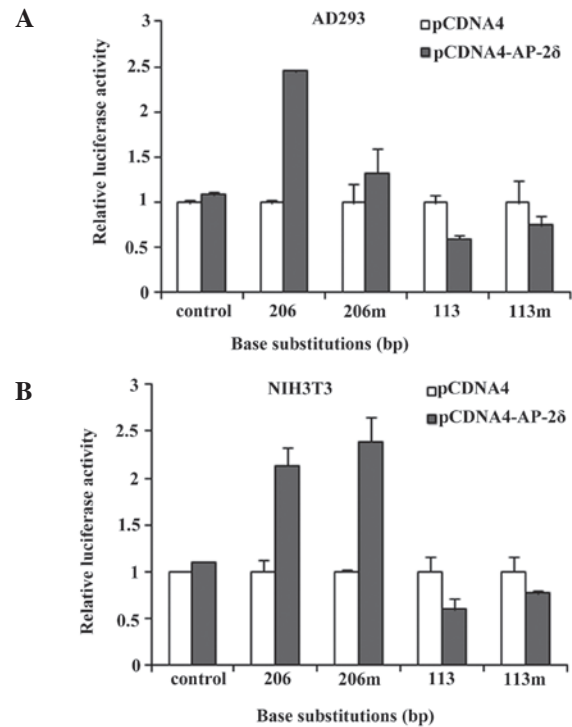 A
AD293
pCDNA4
pCDNA4-AP-2δ
Relative luciferase activity
3
2.5
2
1.5
1
0.5
0
control 206 206m 113 113m
Base substitutions (bp)
B
NIH3T3
pCDNA4
pCDNA4-AP-2δ
Relative luciferase activity
3
2.5
2
1.5
1
0.5
0
control 206 206m 113 113m
Base substitutions (bp)